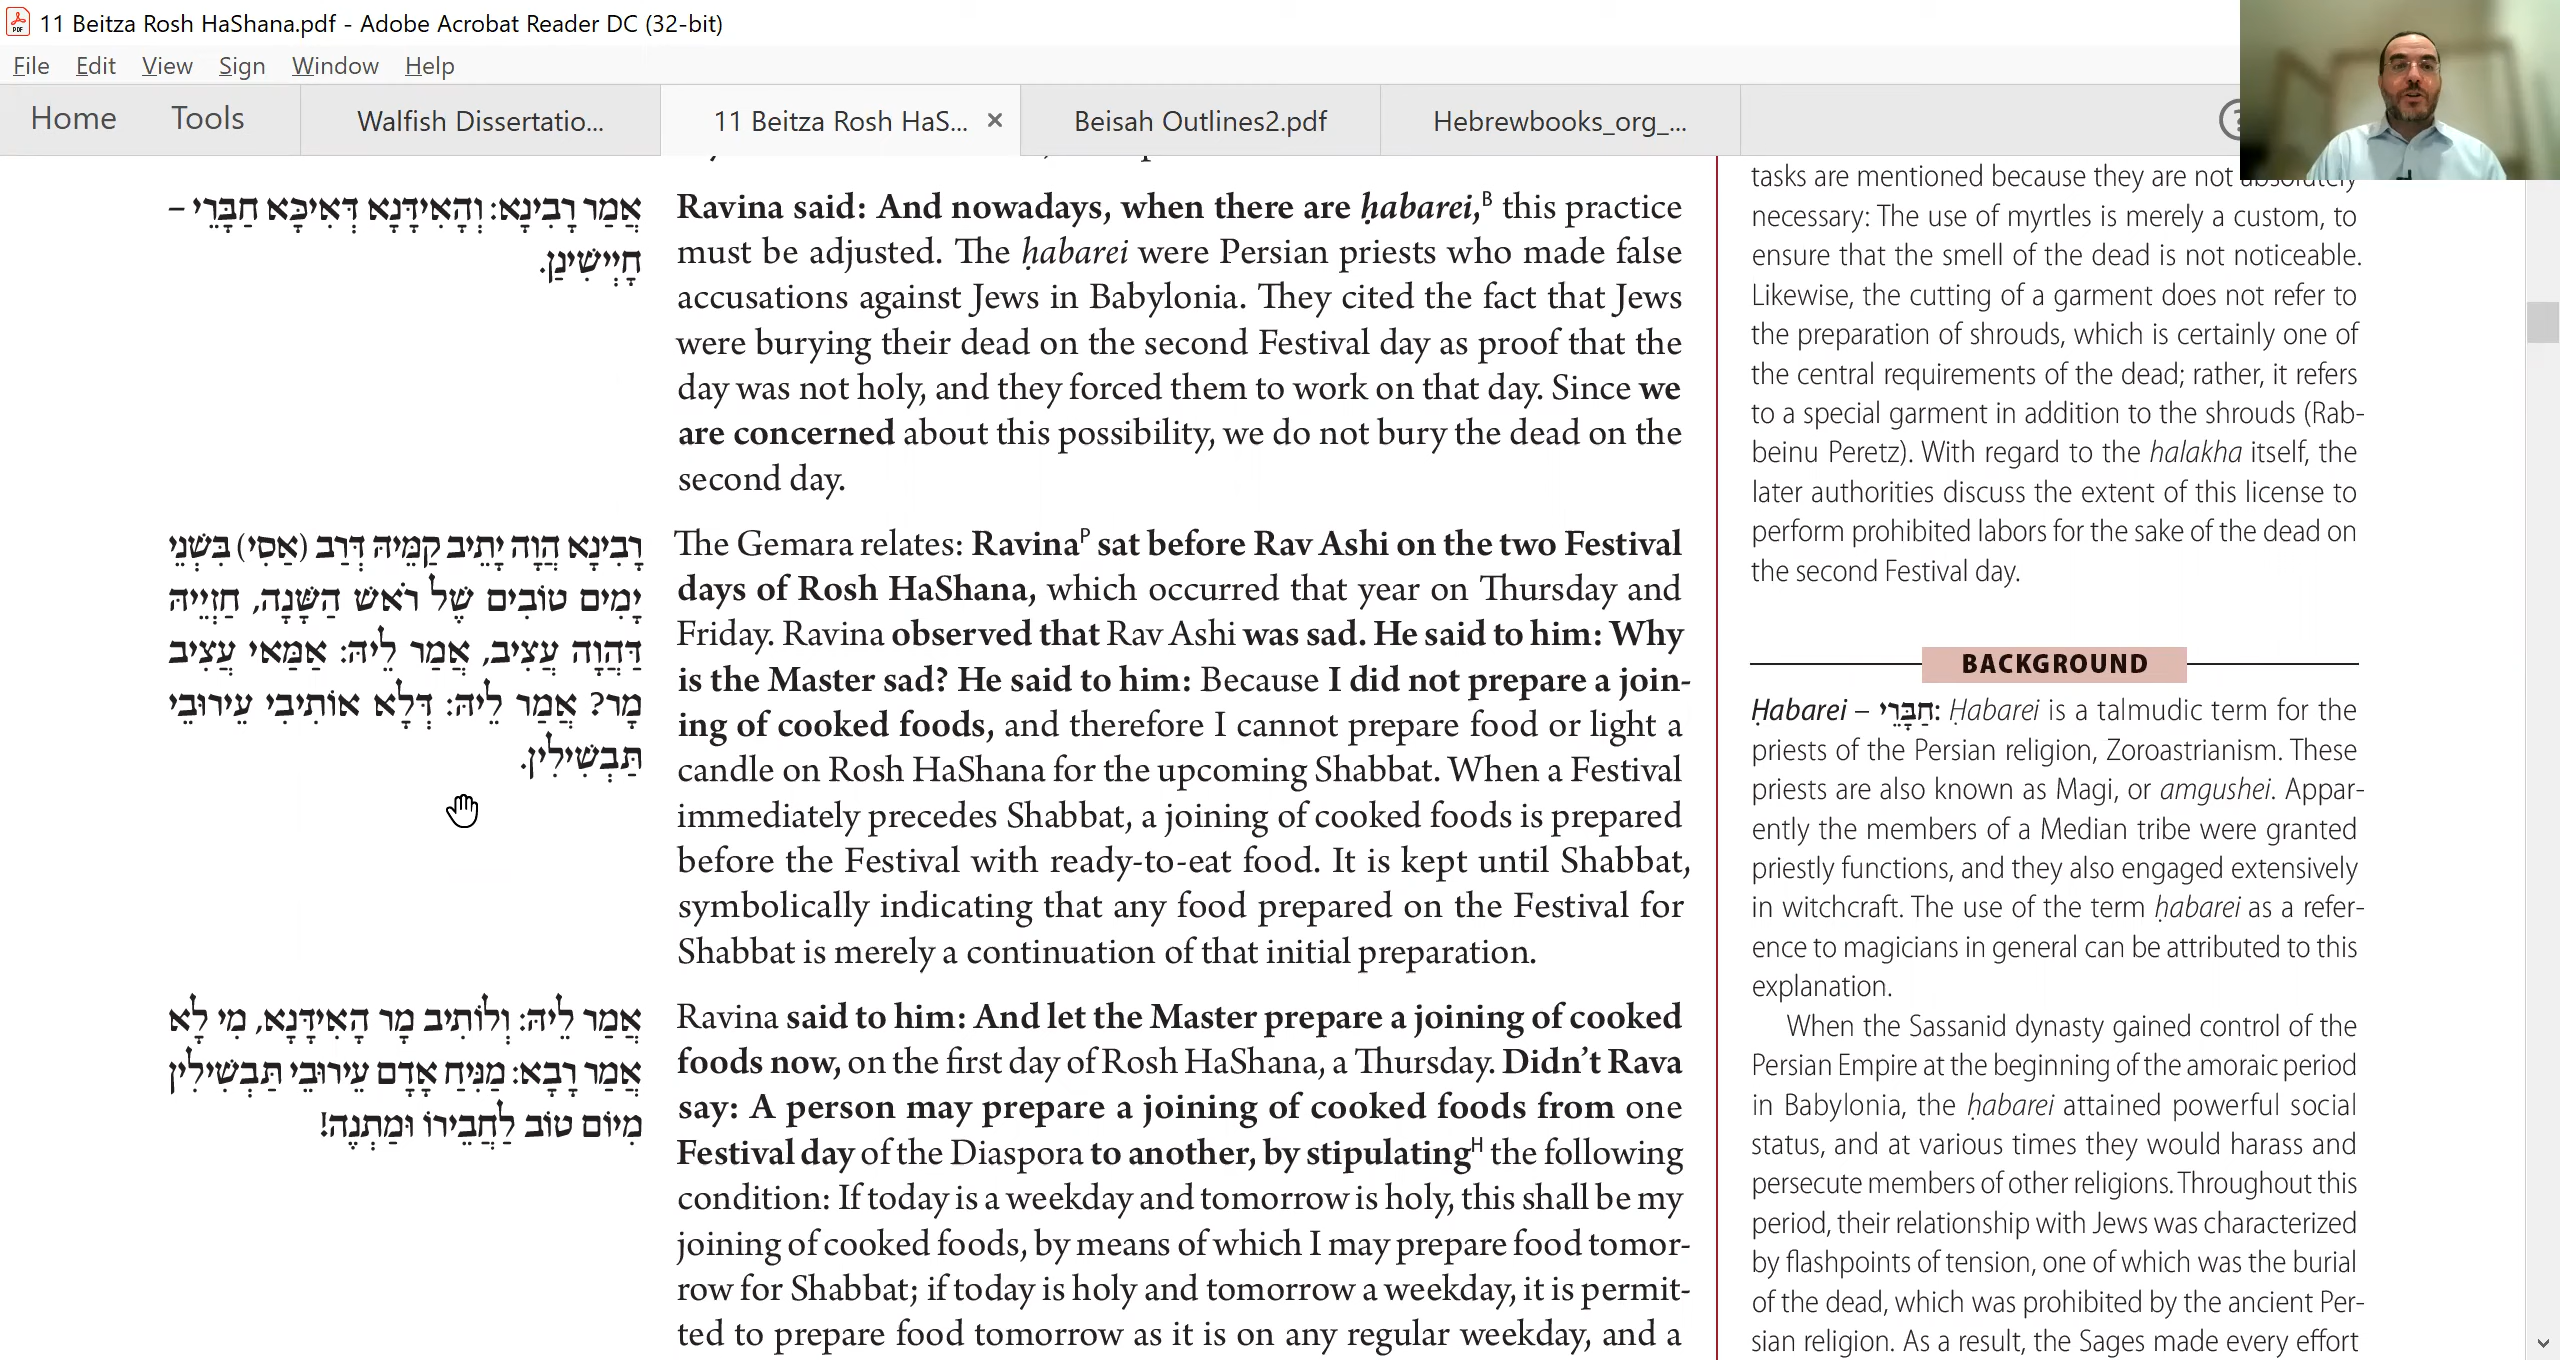 11 Beitza Rosh HaShana.pdf - Adobe Acrobat Reader DC (32-bit)
File Edit View Sign Window Help
Home Tools Walfish Dissertatio... 11 Beitza Rosh HaS... × Beisah Outlines2.pdf Hebrewbooks_org_...
אֲמַר רָבִינָא: וְהָאִידָּנָא דְּאִיכָּא חַבָּרֵי –
חָיְישִׁינַן.
רָבִינָא הֲוָה יָתֵיב קַמֵּיהּ דְּרַב (אַסִי) בִּשְׁנֵי
יָמִים טוֹבִים שֶׁל רֹאשׁ הַשָּׁנָה, חַזְיֵיהּ
דַּהֲוָה עֲצִיב, אֲמַר לֵיהּ: אַמַּאי עֲצִיב
מָר? אֲמַר לֵיהּ: דְּלָא אוֹתִיבִי עֵירוּבֵי
תַּבְשִׁילִין.
אֲמַר לֵיהּ: וְלוֹתִיב מָר הָאִידָּנָא, מִי לָא
אֲמַר רָבָא: מַנִּיחַ אָדָם עֵירוּבֵי תַּבְשִׁילִין
מִיּוֹם טוֹב לַחֲבֵירוֹ וּמַתְנֶה!
Ravina said: And nowadays, when there are ḥabarei,ᴮ this practice
must be adjusted. The ḥabarei were Persian priests who made false
accusations against Jews in Babylonia. They cited the fact that Jews
were burying their dead on the second Festival day as proof that the
day was not holy, and they forced them to work on that day. Since we
are concerned about this possibility, we do not bury the dead on the
second day.
The Gemara relates: Ravinaᴾ sat before Rav Ashi on the two Festival
days of Rosh HaShana, which occurred that year on Thursday and
Friday. Ravina observed that Rav Ashi was sad. He said to him: Why
is the Master sad? He said to him: Because I did not prepare a join-
ing of cooked foods, and therefore I cannot prepare food or light a
candle on Rosh HaShana for the upcoming Shabbat. When a Festival
immediately precedes Shabbat, a joining of cooked foods is prepared
before the Festival with ready-to-eat food. It is kept until Shabbat,
symbolically indicating that any food prepared on the Festival for
Shabbat is merely a continuation of that initial preparation.
Ravina said to him: And let the Master prepare a joining of cooked
foods now, on the first day of Rosh HaShana, a Thursday. Didn't Rava
say: A person may prepare a joining of cooked foods from one
Festival day of the Diaspora to another, by stipulatingᴴ the following
condition: If today is a weekday and tomorrow is holy, this shall be my
joining of cooked foods, by means of which I may prepare food tomor-
row for Shabbat; if today is holy and tomorrow a weekday, it is permit-
ted to prepare food tomorrow as it is on any regular weekday, and a
tasks are mentioned because they are not absolutely
necessary: The use of myrtles is merely a custom, to
ensure that the smell of the dead is not noticeable.
Likewise, the cutting of a garment does not refer to
the preparation of shrouds, which is certainly one of
the central requirements of the dead; rather, it refers
to a special garment in addition to the shrouds (Rab-
beinu Peretz). With regard to the halakha itself, the
later authorities discuss the extent of this license to
perform prohibited labors for the sake of the dead on
the second Festival day.
BACKGROUND
Ḥabarei – חַבָּרֵי: Ḥabarei is a talmudic term for the
priests of the Persian religion, Zoroastrianism. These
priests are also known as Magi, or amgushei. Appar-
ently the members of a Median tribe were granted
priestly functions, and they also engaged extensively
in witchcraft. The use of the term ḥabarei as a refer-
ence to magicians in general can be attributed to this
explanation.
When the Sassanid dynasty gained control of the
Persian Empire at the beginning of the amoraic period
in Babylonia, the ḥabarei attained powerful social
status, and at various times they would harass and
persecute members of other religions. Throughout this
period, their relationship with Jews was characterized
by flashpoints of tension, one of which was the burial
of the dead, which was prohibited by the ancient Per-
sian religion. As a result, the Sages made every effort